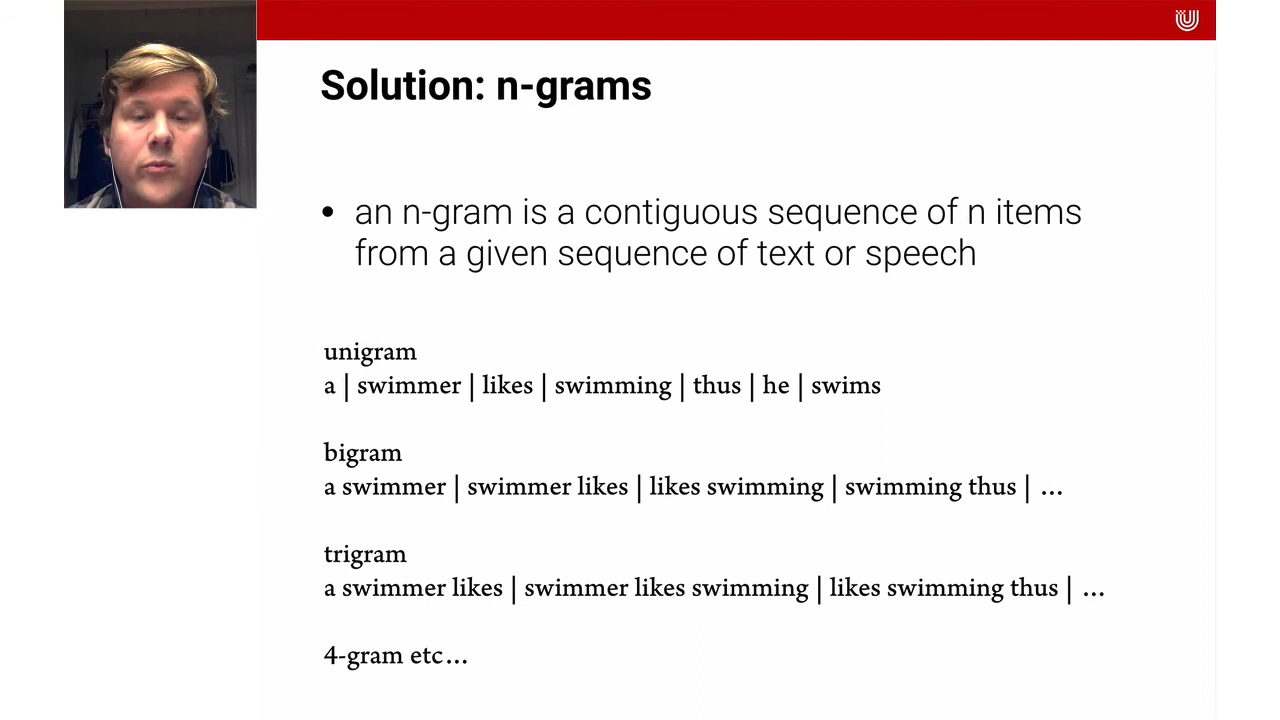 Solution: n-grams
• an n-gram is a contiguous sequence of n items
from a given sequence of text or speech
unigram
a | swimmer | likes | swimming | thus | he | swims
bigram
a swimmer | swimmer likes | likes swimming | swimming thus | ...
trigram
a swimmer likes | swimmer likes swimming | likes swimming thus | ...
4-gram etc...